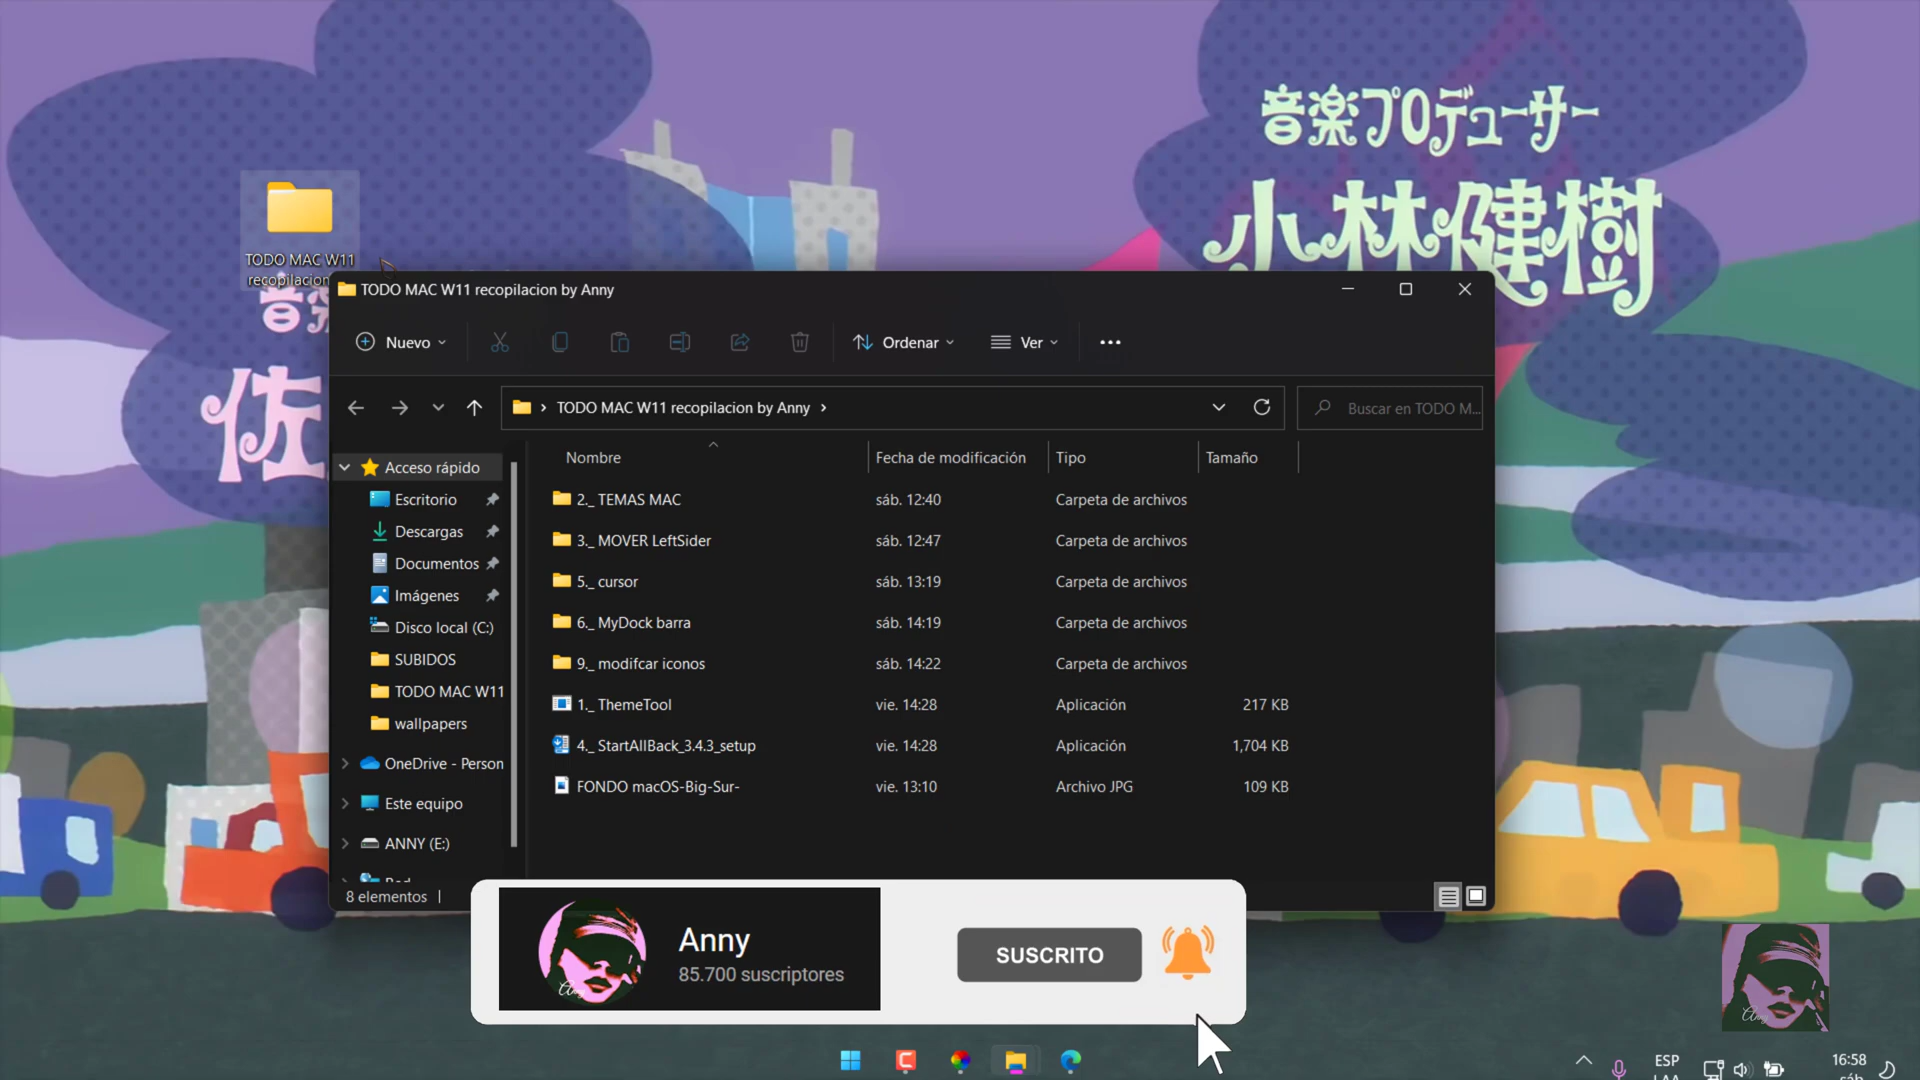 音楽プロデューサー
小林健樹
TODO MAC W11
recopilacion
佐
TODO MAC W11 recopilacion by Anny
Nuevo
Ordenar
Ver
TODO MAC W11 recopilacion by Anny
Buscar en TODO M...
Nombre
Fecha de modificación
Tipo
Tamaño
Acceso rápido
Escritorio
Descargas
Documentos
Imágenes
Disco local (C:)
SUBIDOS
TODO MAC W11
wallpapers
OneDrive - Person
Este equipo
ANNY (E:)
2._ TEMAS MAC sáb. 12:40 Carpeta de archivos
3._ MOVER LeftSider sáb. 12:47 Carpeta de archivos
5._ cursor sáb. 13:19 Carpeta de archivos
6._ MyDock barra sáb. 14:19 Carpeta de archivos
9._ modifcar iconos sáb. 14:22 Carpeta de archivos
1._ ThemeTool vie. 14:28 Aplicación 217 KB
4._ StartAllBack_3.4.3_setup vie. 14:28 Aplicación 1,704 KB
FONDO macOS-Big-Sur- vie. 13:10 Archivo JPG 109 KB
8 elementos
Anny
85.700 suscriptores
SUSCRITO
Anny
Anny
ESP
16:58